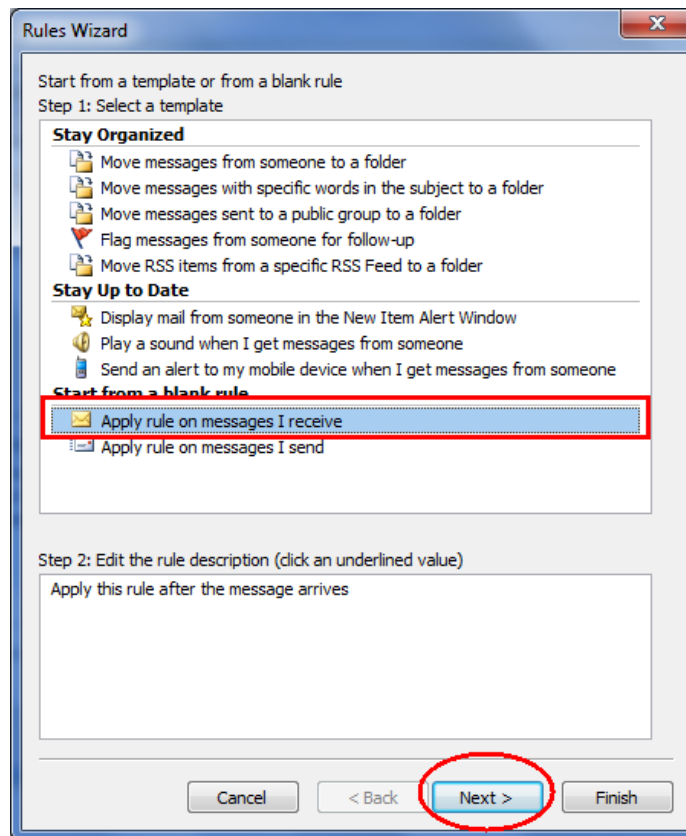 Rules Wizard
Start from a template or from a blank rule
Step 1: Select a template
Stay Organized
Move messages from someone to a folder
Move messages with specific words in the subject to a folder
Move messages sent to a public group to a folder
Flag messages from someone for follow-up
Move RSS items from a specific RSS Feed to a folder
Stay Up to Date
Display mail from someone in the New Item Alert Window
Play a sound when I get messages from someone
Send an alert to my mobile device when I get messages from someone
Start from a blank rule
Apply rule on messages I receive
Apply rule on messages I send
Step 2: Edit the rule description (click an underlined value)
Apply this rule after the message arrives
Cancel < Back Next > Finish